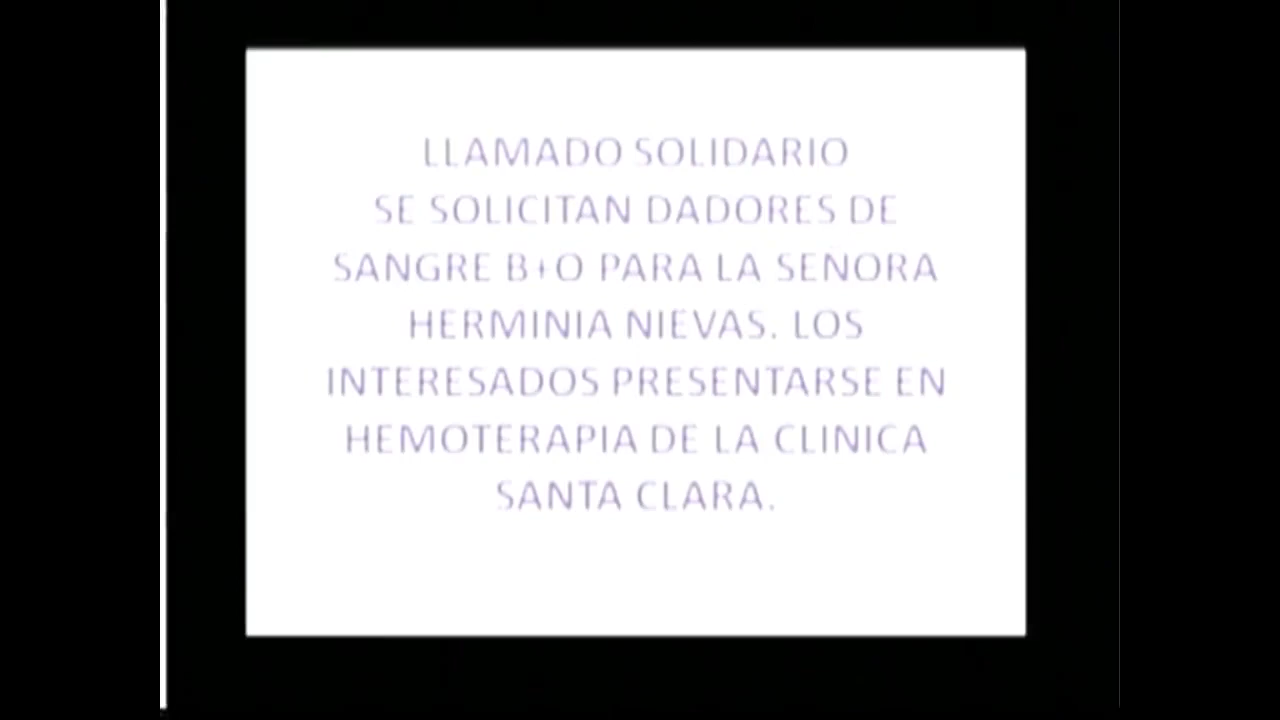 LLAMADO SOLIDARIO
SE SOLICITAN DADORES DE
SANGRE B+O PARA LA SEÑORA
HERMINIA NIEVAS. LOS
INTERESADOS PRESENTARSE EN
HEMOTERAPIA DE LA CLINICA
SANTA CLARA.